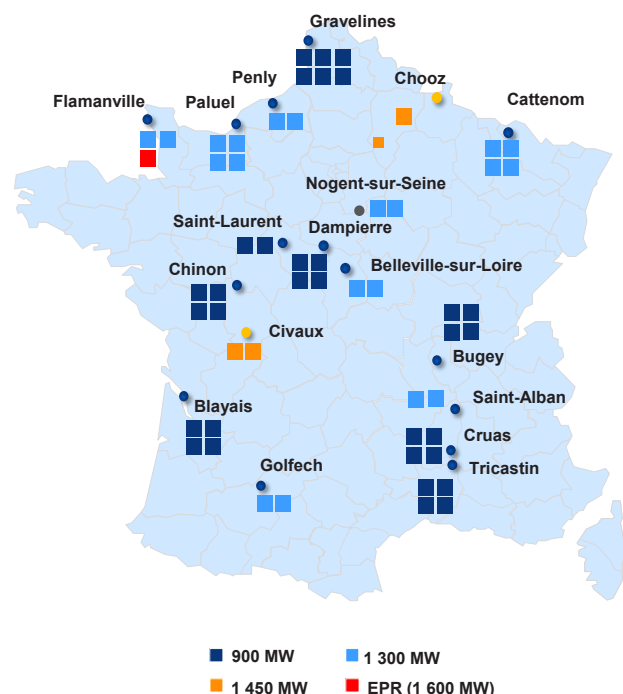 Gravelines
Penly
Chooz
Flamanville
Paluel
Cattenom
Nogent-sur-Seine
Saint-Laurent
Dampierre
Chinon
Belleville-sur-Loire
Civaux
Bugey
Saint-Alban
Blayais
Cruas
Golfech
Tricastin
900 MW
1 300 MW
1 450 MW
EPR (1 600 MW)